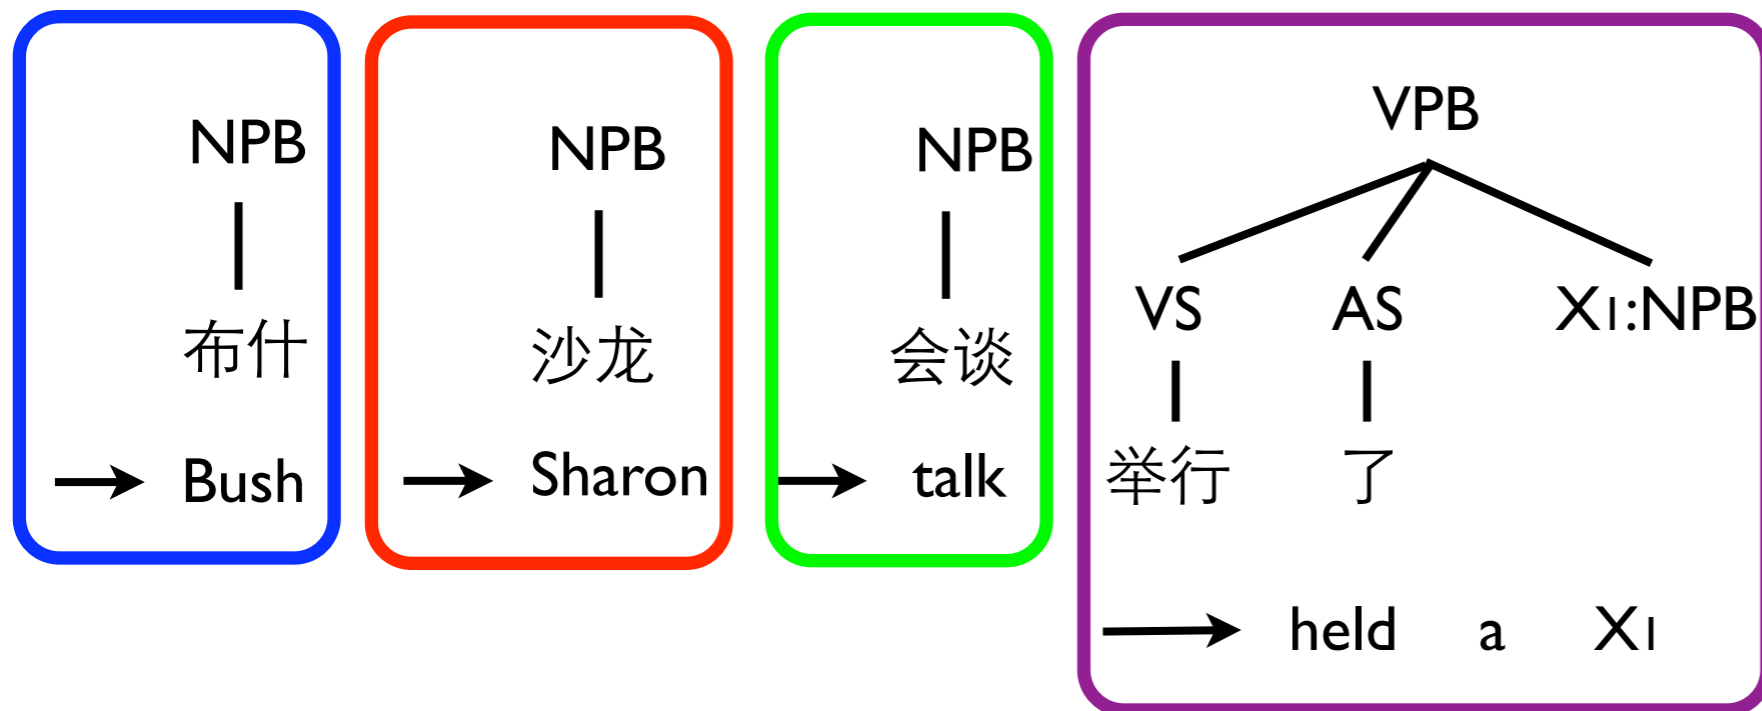 NPB
布什
Bush
NPB
沙龙
Sharon
NPB
会谈
talk
VPB
VS AS X1:NPB
举行 了
held a X1